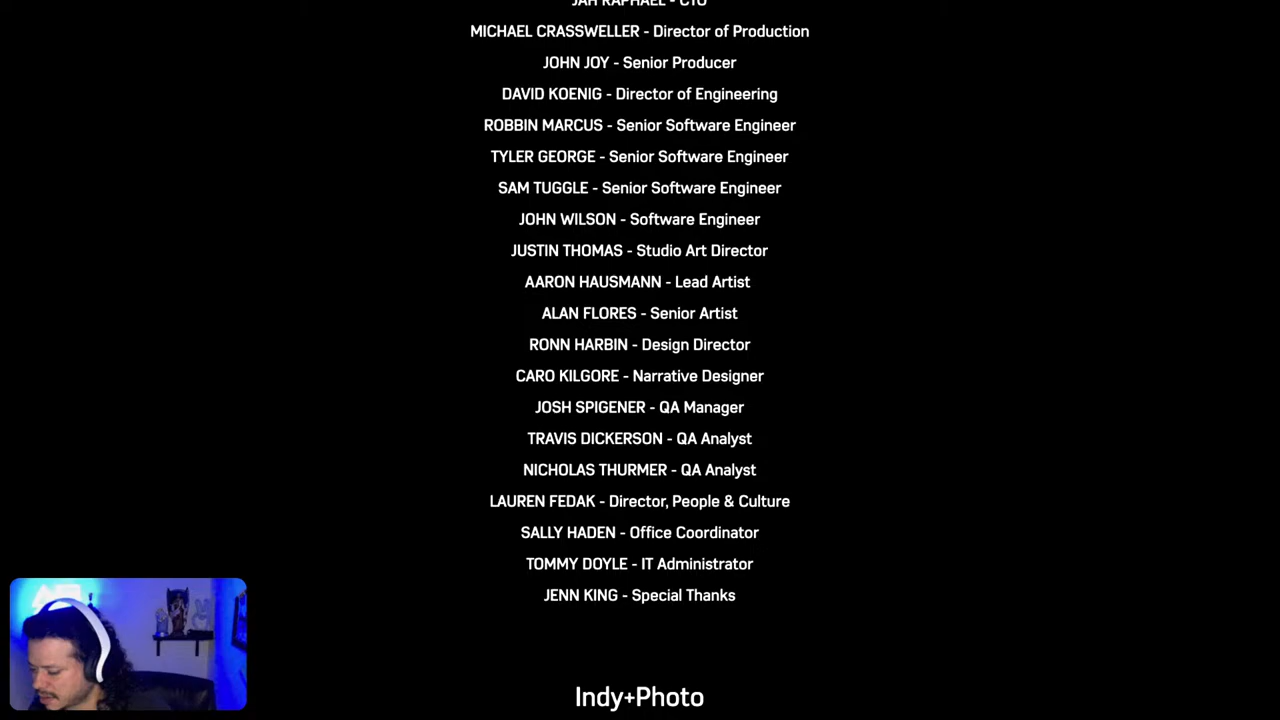 JAH RAPHAEL - CTO
MICHAEL CRASSWELLER - Director of Production
JOHN JOY - Senior Producer
DAVID KOENIG - Director of Engineering
ROBBIN MARCUS - Senior Software Engineer
TYLER GEORGE - Senior Software Engineer
SAM TUGGLE - Senior Software Engineer
JOHN WILSON - Software Engineer
JUSTIN THOMAS - Studio Art Director
AARON HAUSMANN - Lead Artist
ALAN FLORES - Senior Artist
RONN HARBIN - Design Director
CARO KILGORE - Narrative Designer
JOSH SPIGENER - QA Manager
TRAVIS DICKERSON - QA Analyst
NICHOLAS THURMER - QA Analyst
LAUREN FEDAK - Director, People & Culture
SALLY HADEN - Office Coordinator
TOMMY DOYLE - IT Administrator
JENN KING - Special Thanks
Indy+Photo